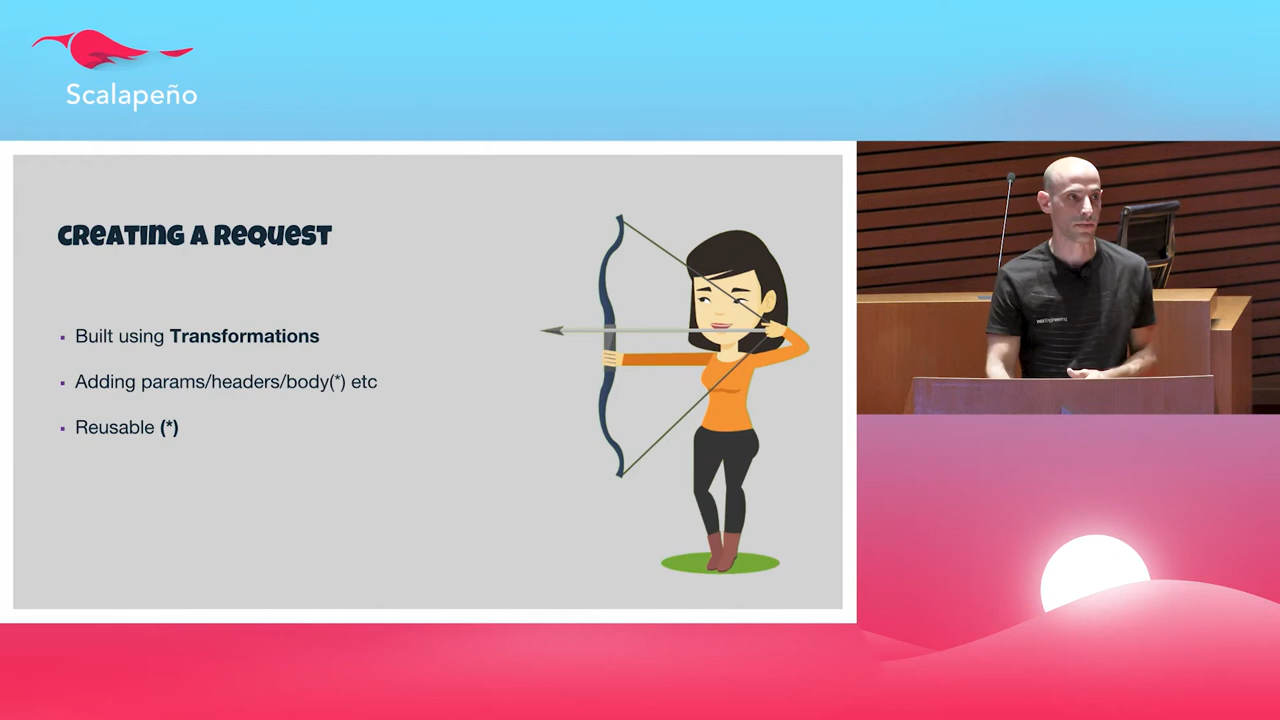 Scalapeño
CREATING A REQUEST
Built using Transformations
Adding params/headers/body(*) etc
Reusable (*)